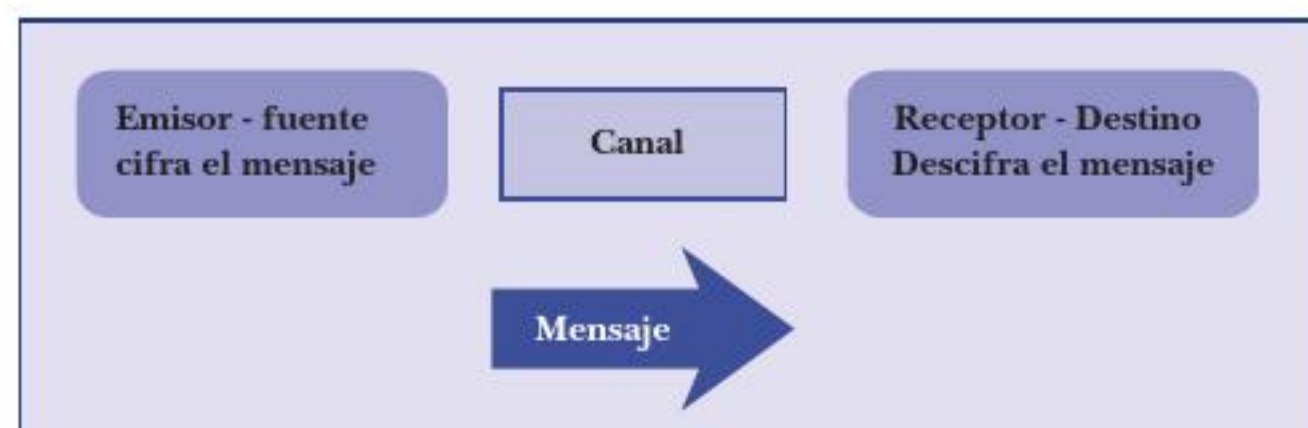 Emisor - fuente
cifra el mensaje
Canal
Receptor - Destino
Descifra el mensaje
Mensaje